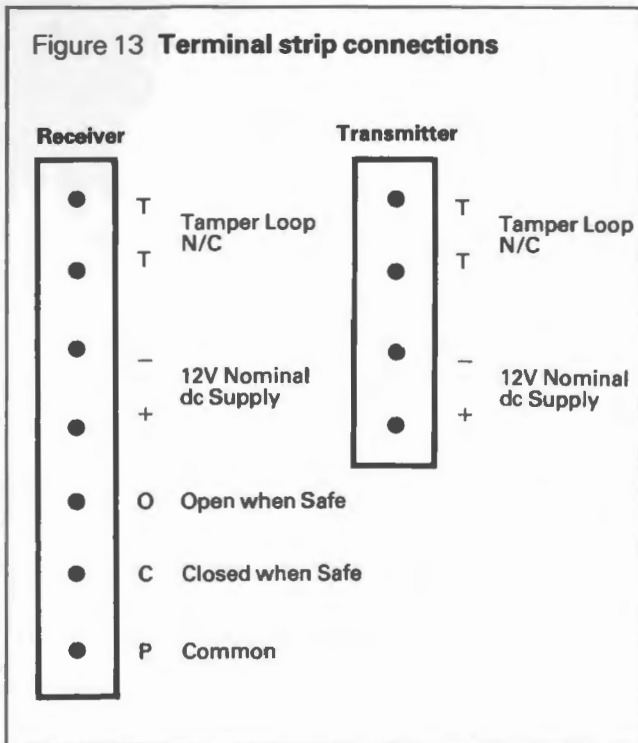 Figure 13 Terminal strip connections
Receiver
T
Tamper Loop
N/C
T
−
12V Nominal
dc Supply
+
O Open when Safe
C Closed when Safe
P Common
Transmitter
T
Tamper Loop
N/C
T
−
12V Nominal
dc Supply
+